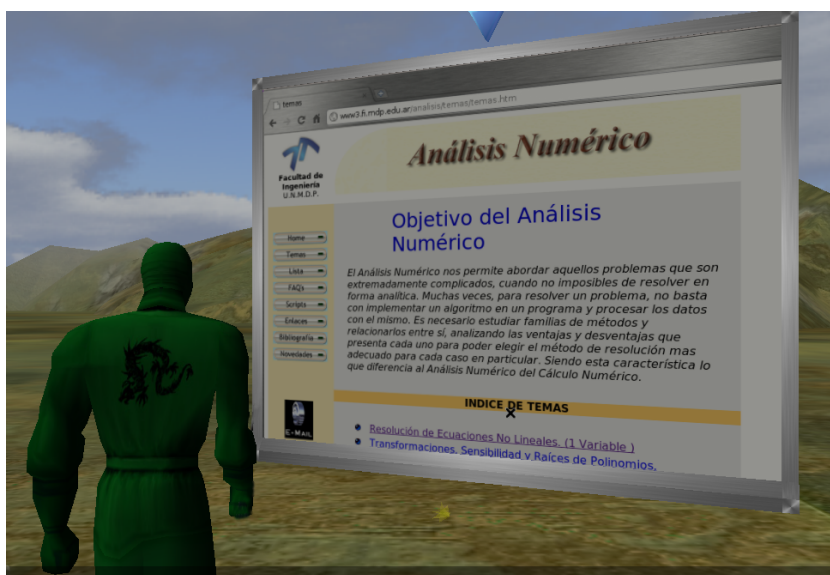 temas
www3.fi.mdp.edu.ar/analisis/temas/temas.htm
Facultad de
Ingeniería
U.N.M.D.P.
Análisis Numérico
Home
Temas
Lista
FAQ's
Scripts
Enlaces
Bibliografia
Novedades
E-MAIL
Objetivo del Análisis
Numérico
El Análisis Numérico nos permite abordar aquellos problemas que son
extremadamente complicados, cuando no imposibles de resolver en
forma analítica. Muchas veces, para resolver un problema, no basta
con implementar un algoritmo en un programa y procesar los datos
con el mismo. Es necesario estudiar familias de métodos y
relacionarlos entre sí, analizando las ventajas y desventajas que
presenta cada uno para poder elegir el método de resolución mas
adecuado para cada caso en particular. Siendo esta característica lo
que diferencia al Análisis Numérico del Cálculo Numérico.
INDICE DE TEMAS
Resolución de Ecuaciones No Lineales. (1 Variable )
Transformaciones, Sensibilidad y Raíces de Polinomios,